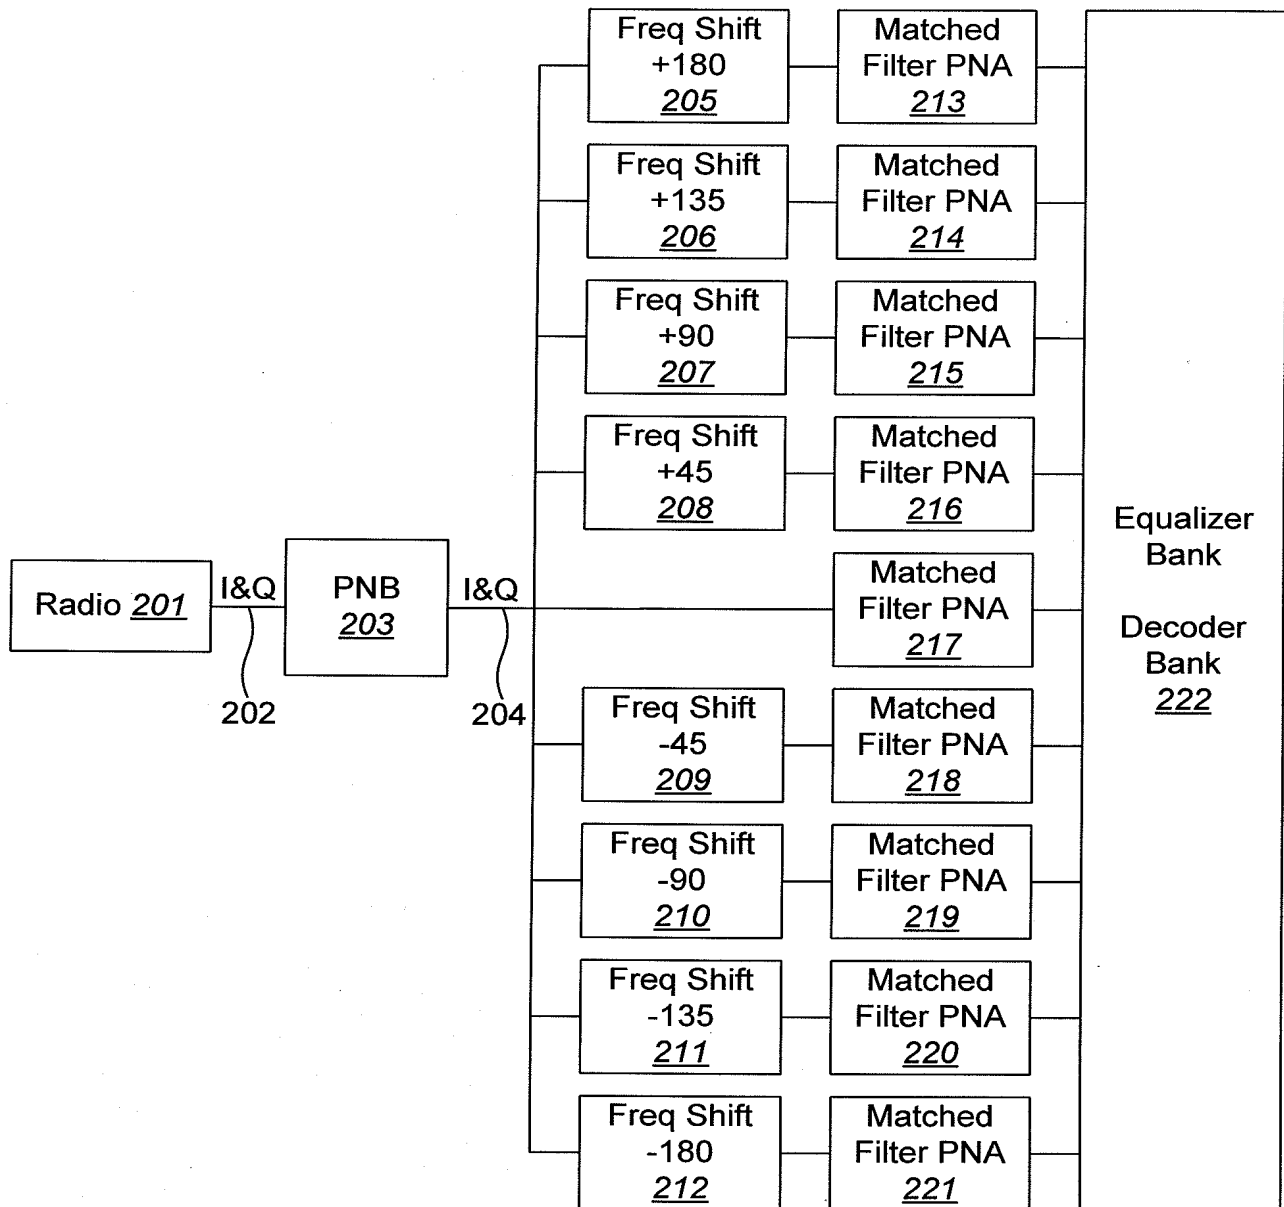 Freq Shift
+180
205
Matched
Filter PNA
213
Freq Shift
+135
206
Matched
Filter PNA
214
Freq Shift
+90
207
Matched
Filter PNA
215
Freq Shift
+45
208
Matched
Filter PNA
216
Radio 201
I&Q
202
PNB
203
I&Q
204
Matched
Filter PNA
217
Freq Shift
-45
209
Matched
Filter PNA
218
Freq Shift
-90
210
Matched
Filter PNA
219
Freq Shift
-135
211
Matched
Filter PNA
220
Freq Shift
-180
212
Matched
Filter PNA
221
Equalizer
Bank
Decoder
Bank
222